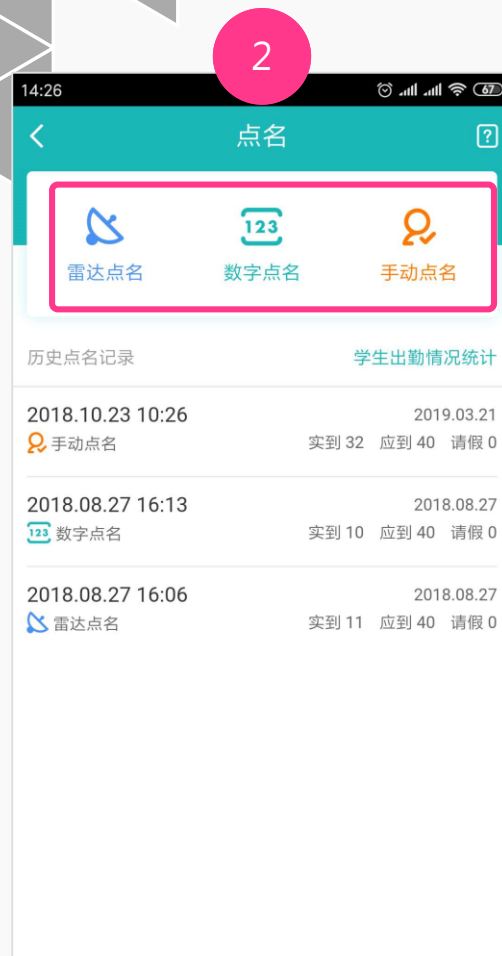 2
14:26
67
点名
?
123
雷达点名 数字点名 手动点名
历史点名记录 学生出勤情况统计
2018.10.23 10:26 2019.03.21
手动点名 实到 32 应到 40 请假 0
2018.08.27 16:13 2018.08.27
123 数字点名 实到 10 应到 40 请假 0
2018.08.27 16:06 2018.08.27
雷达点名 实到 11 应到 40 请假 0